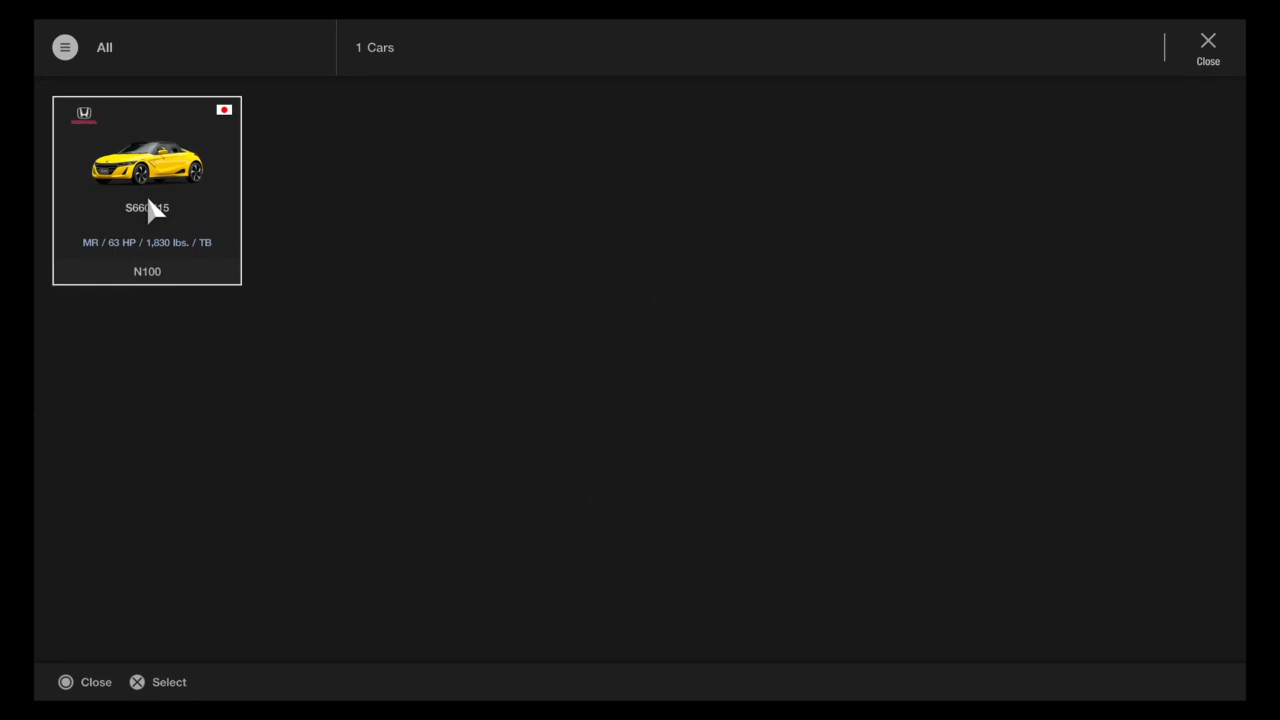 All
1 Cars
Close
MR / 63 HP / 1,830 lbs. / TB
N100
Close
Select